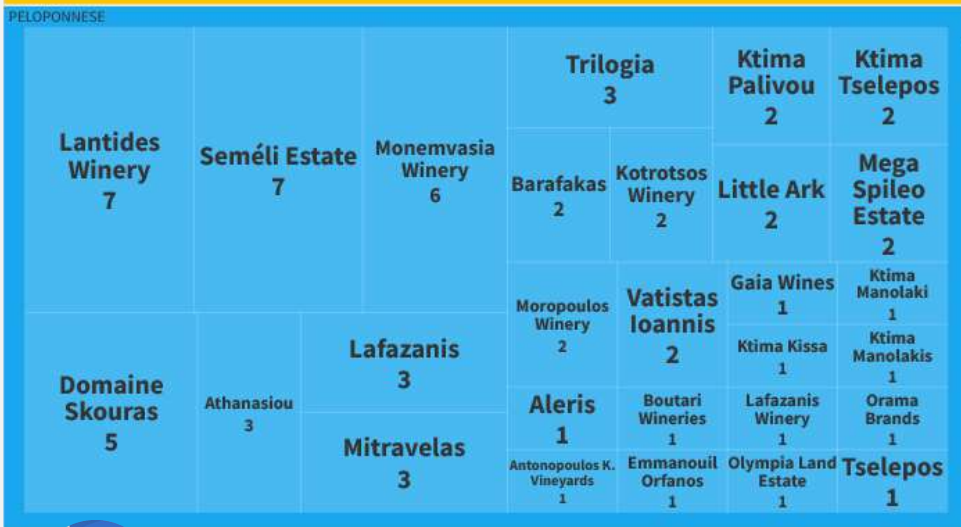 PELOPONNESE
Lantides
Winery
7
Seméli Estate
7
Monemvasia
Winery
6
Trilogia
3
Ktima
Palivou
2
Ktima
Tselepos
2
Barafakas
2
Kotrotsos
Winery
2
Little Ark
2
Mega
Spileo
Estate
2
Domaine
Skouras
5
Athanasiou
3
Lafazanis
3
Mitravelas
3
Moropoulos
Winery
2
Vatistas
Ioannis
2
Gaia Wines
1
Ktima
Manolaki
1
Ktima Kissa
1
Ktima
Manolakis
1
Aleris
1
Boutari
Wineries
1
Lafazanis
Winery
1
Orama
Brands
1
Antonopoulos K.
Vineyards
1
Emmanouil
Orfanos
1
Olympia Land
Estate
1
Tselepos
1